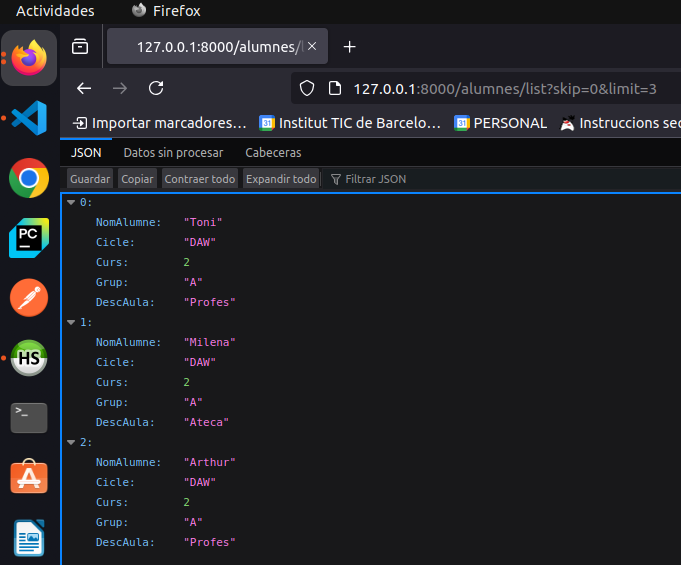 Actividades Firefox
127.0.0.1:8000/alumnes/l
127.0.0.1:8000/alumnes/list?skip=0&limit=3
Importar marcadores… Institut TIC de Barcelo… PERSONAL Instruccions sec
JSON Datos sin procesar Cabeceras
Guardar Copiar Contraer todo Expandir todo Filtrar JSON
0:
NomAlumne: "Toni"
Cicle: "DAW"
Curs: 2
Grup: "A"
DescAula: "Profes"
1:
NomAlumne: "Milena"
Cicle: "DAW"
Curs: 2
Grup: "A"
DescAula: "Ateca"
2:
NomAlumne: "Arthur"
Cicle: "DAW"
Curs: 2
Grup: "A"
DescAula: "Profes"
PC
HS
>_